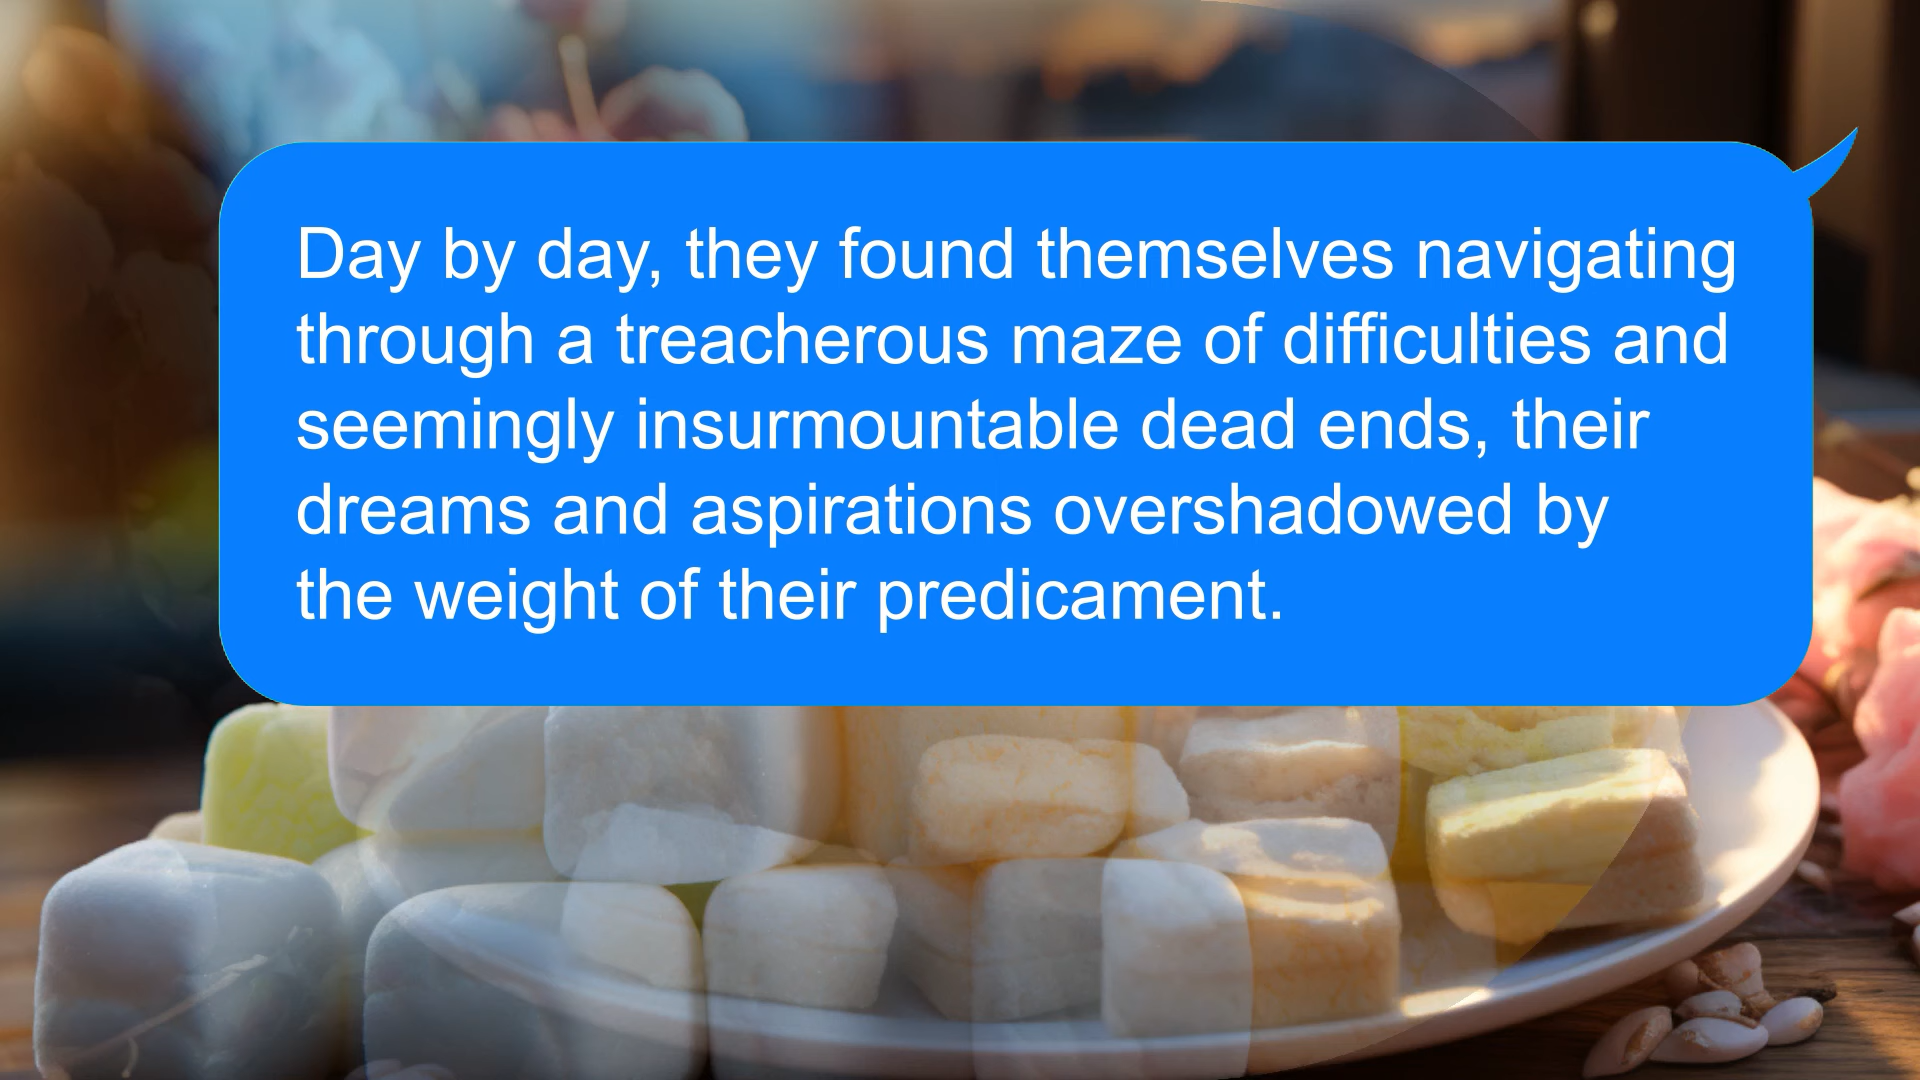 Day by day, they found themselves navigating
through a treacherous maze of difficulties and
seemingly insurmountable dead ends, their
dreams and aspirations overshadowed by
the weight of their predicament.